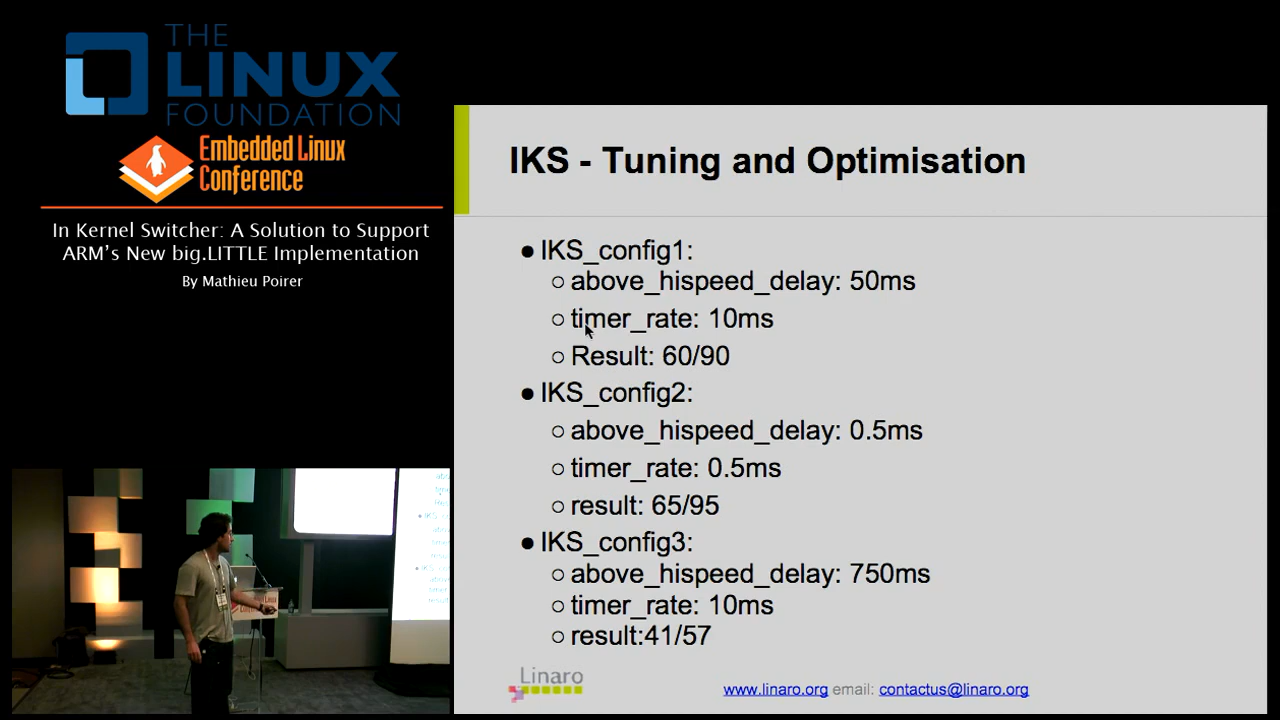 THE
LINUX
FOUNDATION
Embedded Linux
Conference
In Kernel Switcher: A Solution to Support
ARM's New big.LITTLE Implementation
By Mathieu Poirer
IKS - Tuning and Optimisation
● IKS_config1:
○ above_hispeed_delay: 50ms
○ timer_rate: 10ms
○ Result: 60/90
● IKS_config2:
○ above_hispeed_delay: 0.5ms
○ timer_rate: 0.5ms
○ result: 65/95
● IKS_config3:
○ above_hispeed_delay: 750ms
○ timer_rate: 10ms
○ result:41/57
Linaro
www.linaro.org email: contactus@linaro.org